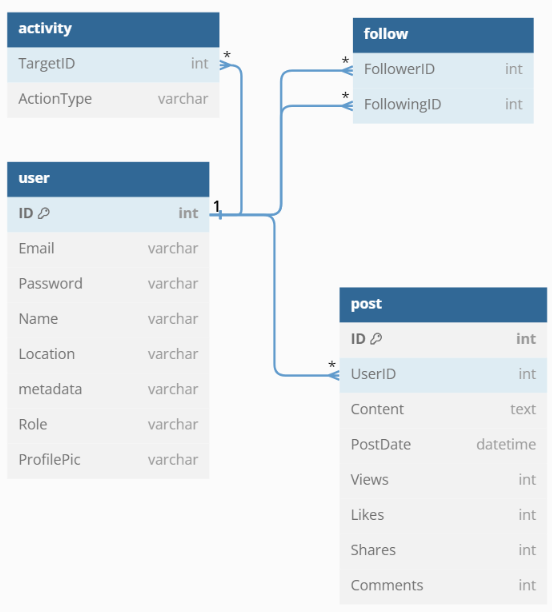 activity
TargetID int
ActionType varchar
*
follow
FollowerID int
FollowingID int
*
*
user
ID int
Email varchar
Password varchar
Name varchar
Location varchar
metadata varchar
Role varchar
ProfilePic varchar
1
post
ID int
UserID int
Content text
PostDate datetime
Views int
Likes int
Shares int
Comments int
*